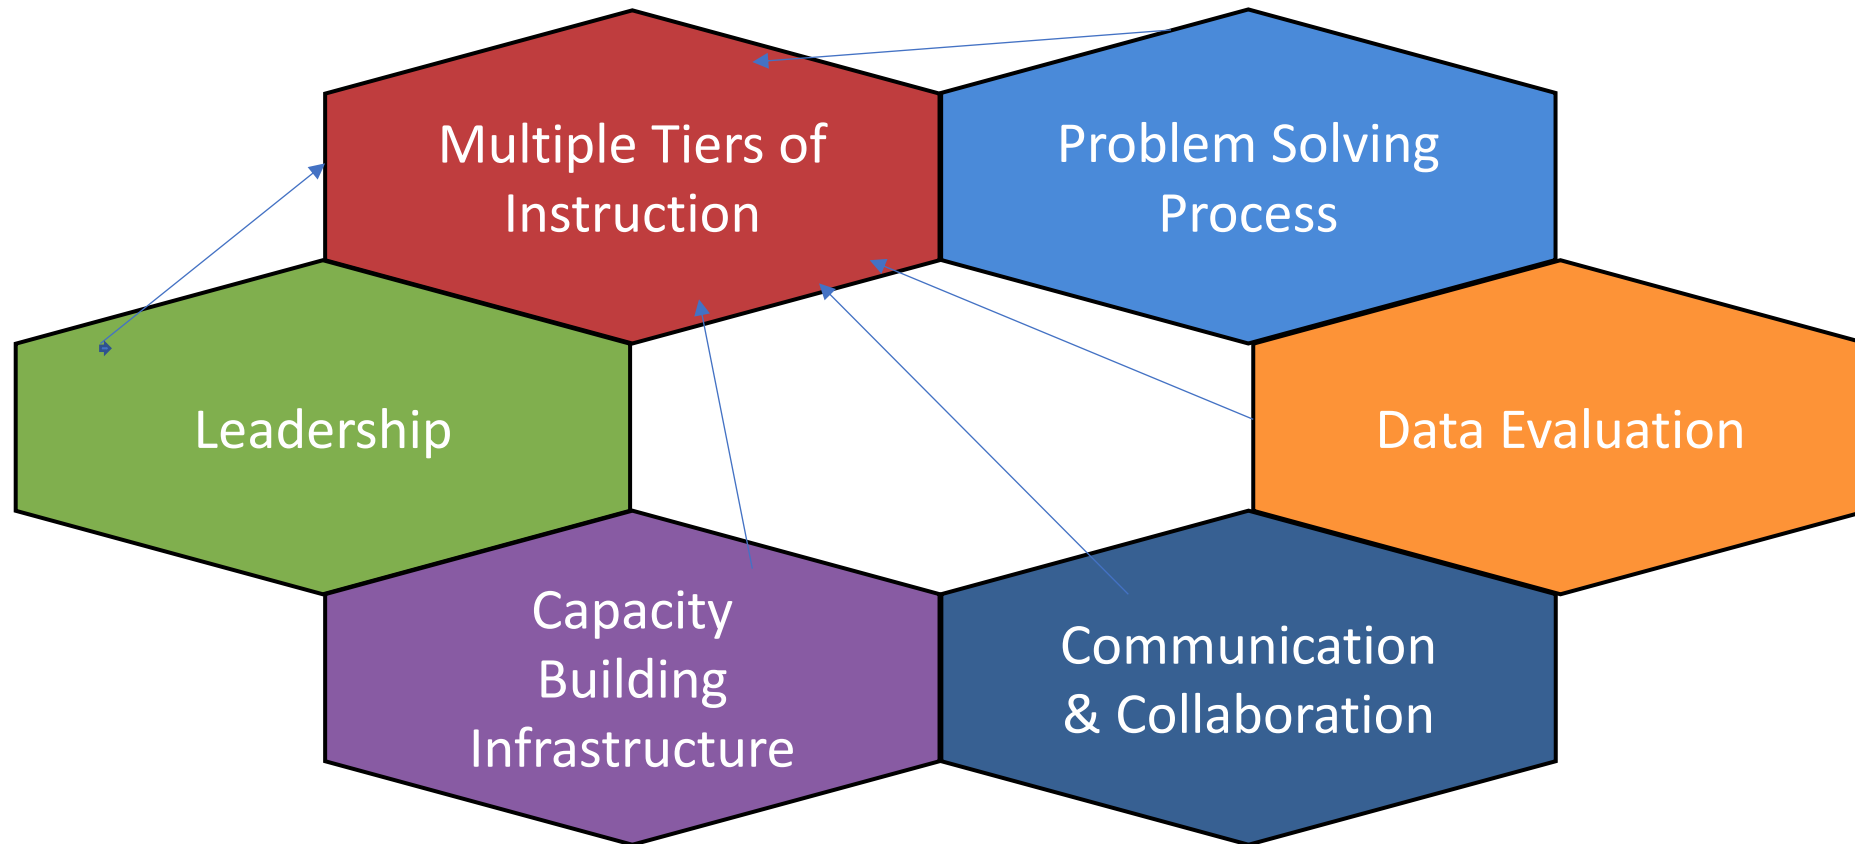 Multiple Tiers of
Instruction
Problem Solving
Process
Leadership
Data Evaluation
Capacity
Building
Infrastructure
Communication
& Collaboration